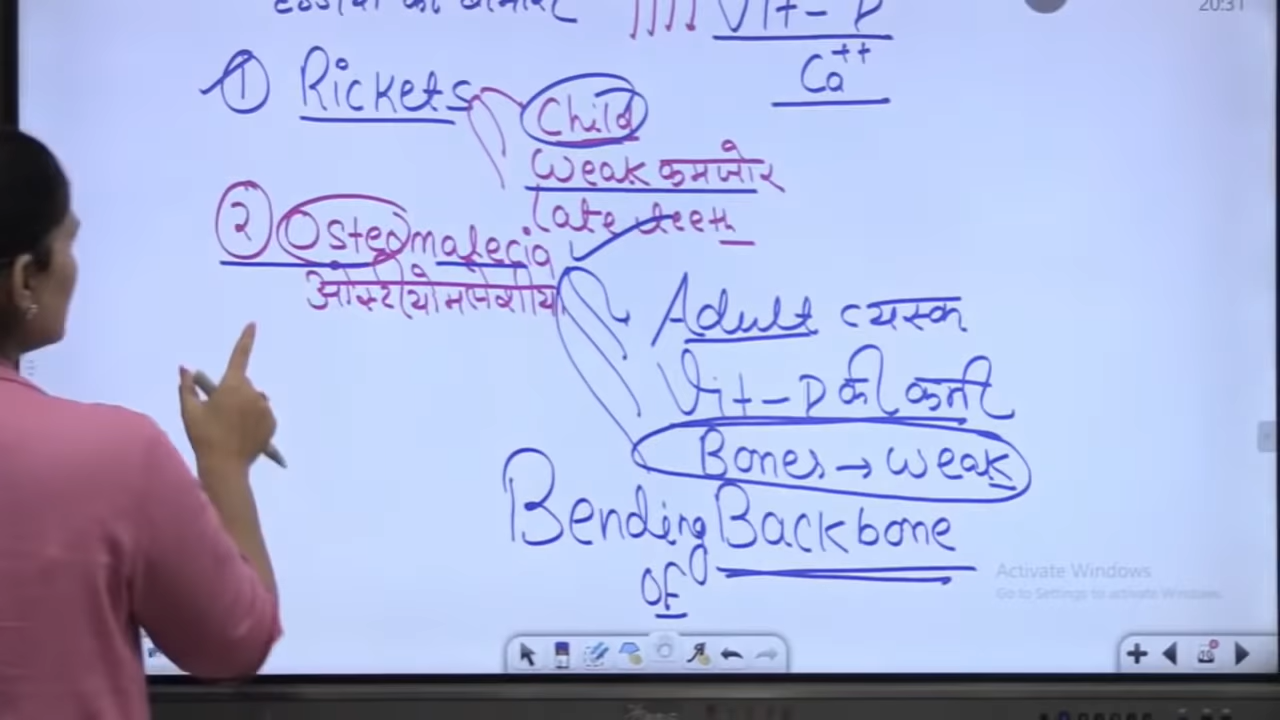 हड्डियों की बीमारी
Vit-D
Ca++
20:31
① Rickets
Child
weak कमजोर
late teeth
② Osteomalecia
ओस्टीयोमलेशीया
Adult व्यस्क
Vit-D की कमी
Bones → weak
Bending Backbone
OF
Activate Windows
Go to Settings to activate Windows.